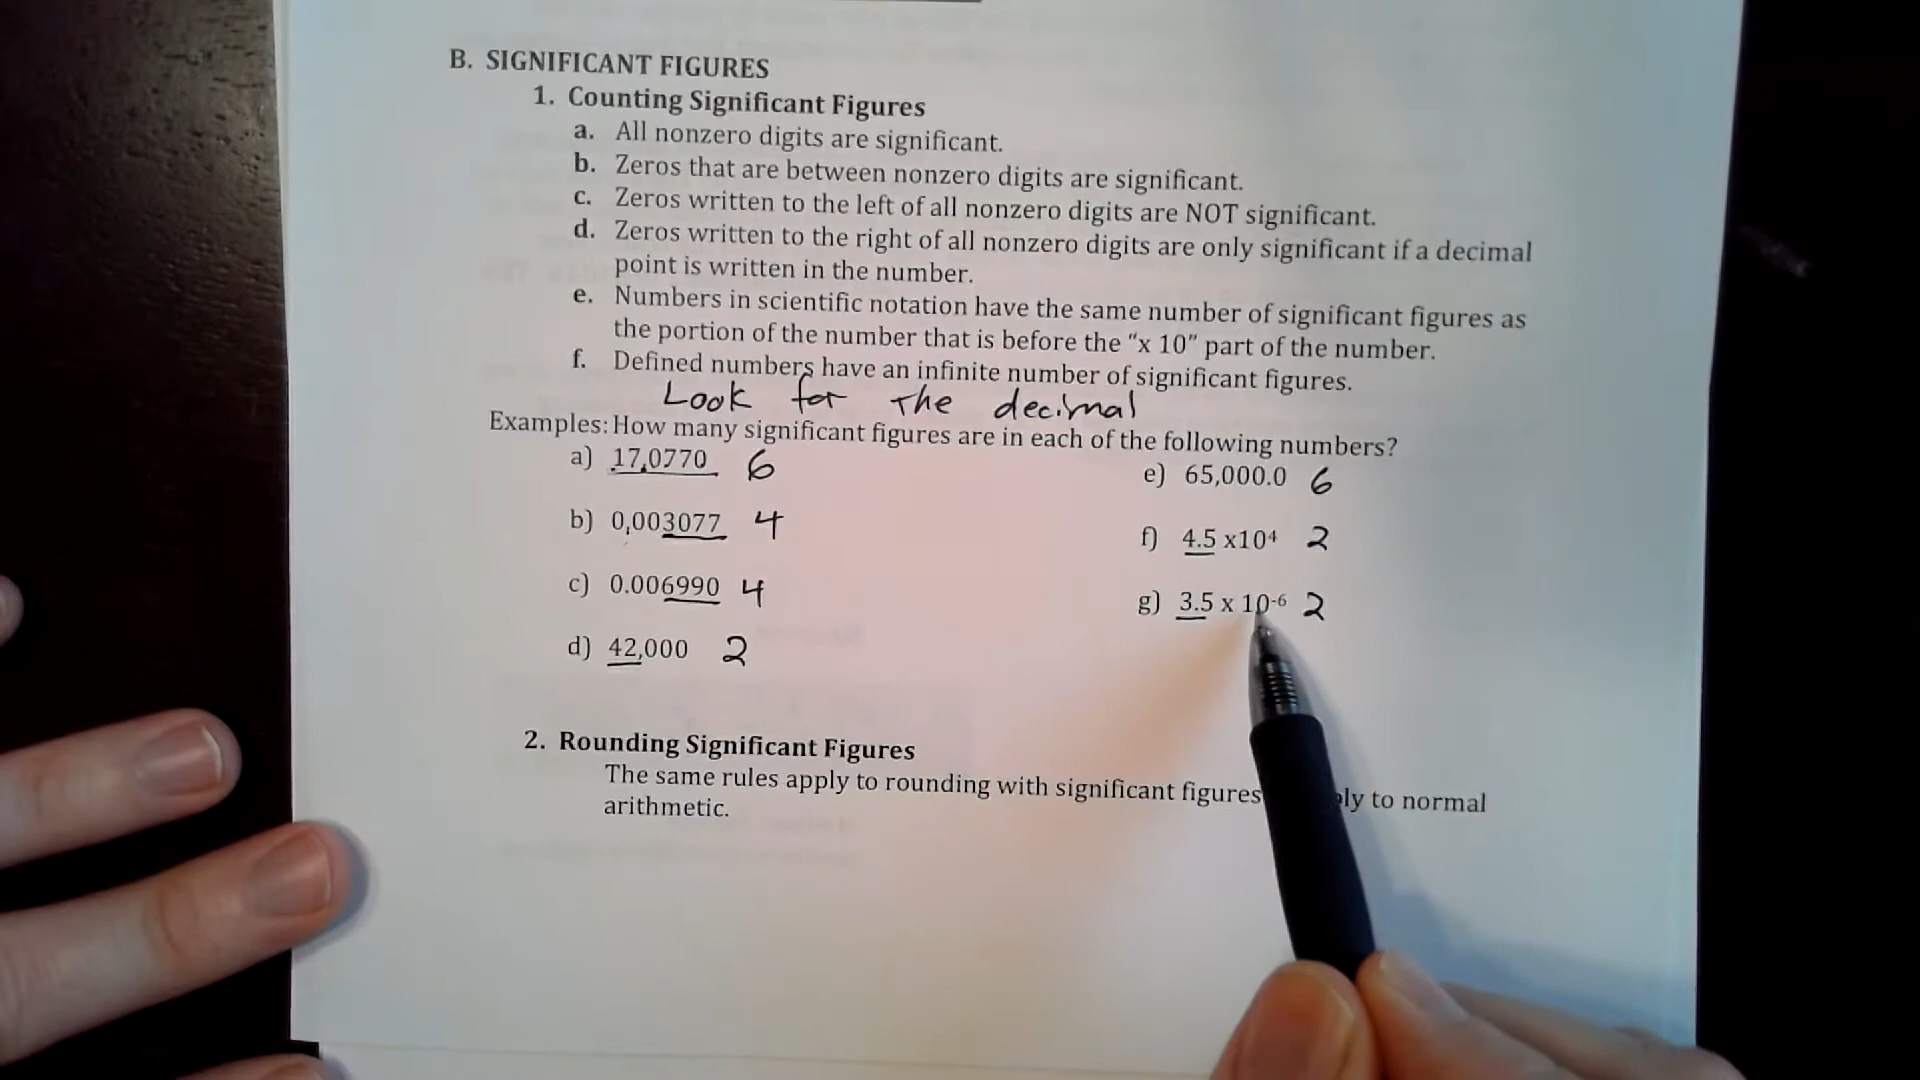 B. SIGNIFICANT FIGURES
1. Counting Significant Figures
a. All nonzero digits are significant.
b. Zeros that are between nonzero digits are significant.
c. Zeros written to the left of all nonzero digits are NOT significant.
d. Zeros written to the right of all nonzero digits are only significant if a decimal
point is written in the number.
e. Numbers in scientific notation have the same number of significant figures as
the portion of the number that is before the “x 10” part of the number.
f. Defined numbers have an infinite number of significant figures.
Look for the decimal
Examples: How many significant figures are in each of the following numbers?
a) 17.0770 6
e) 65,000.0 6
b) 0.003077 4
f) 4.5 x10⁴ 2
c) 0.006990 4
g) 3.5 x 10⁻⁶ 2
d) 42,000 2
2. Rounding Significant Figures
The same rules apply to rounding with significant figures to normal
arithmetic.